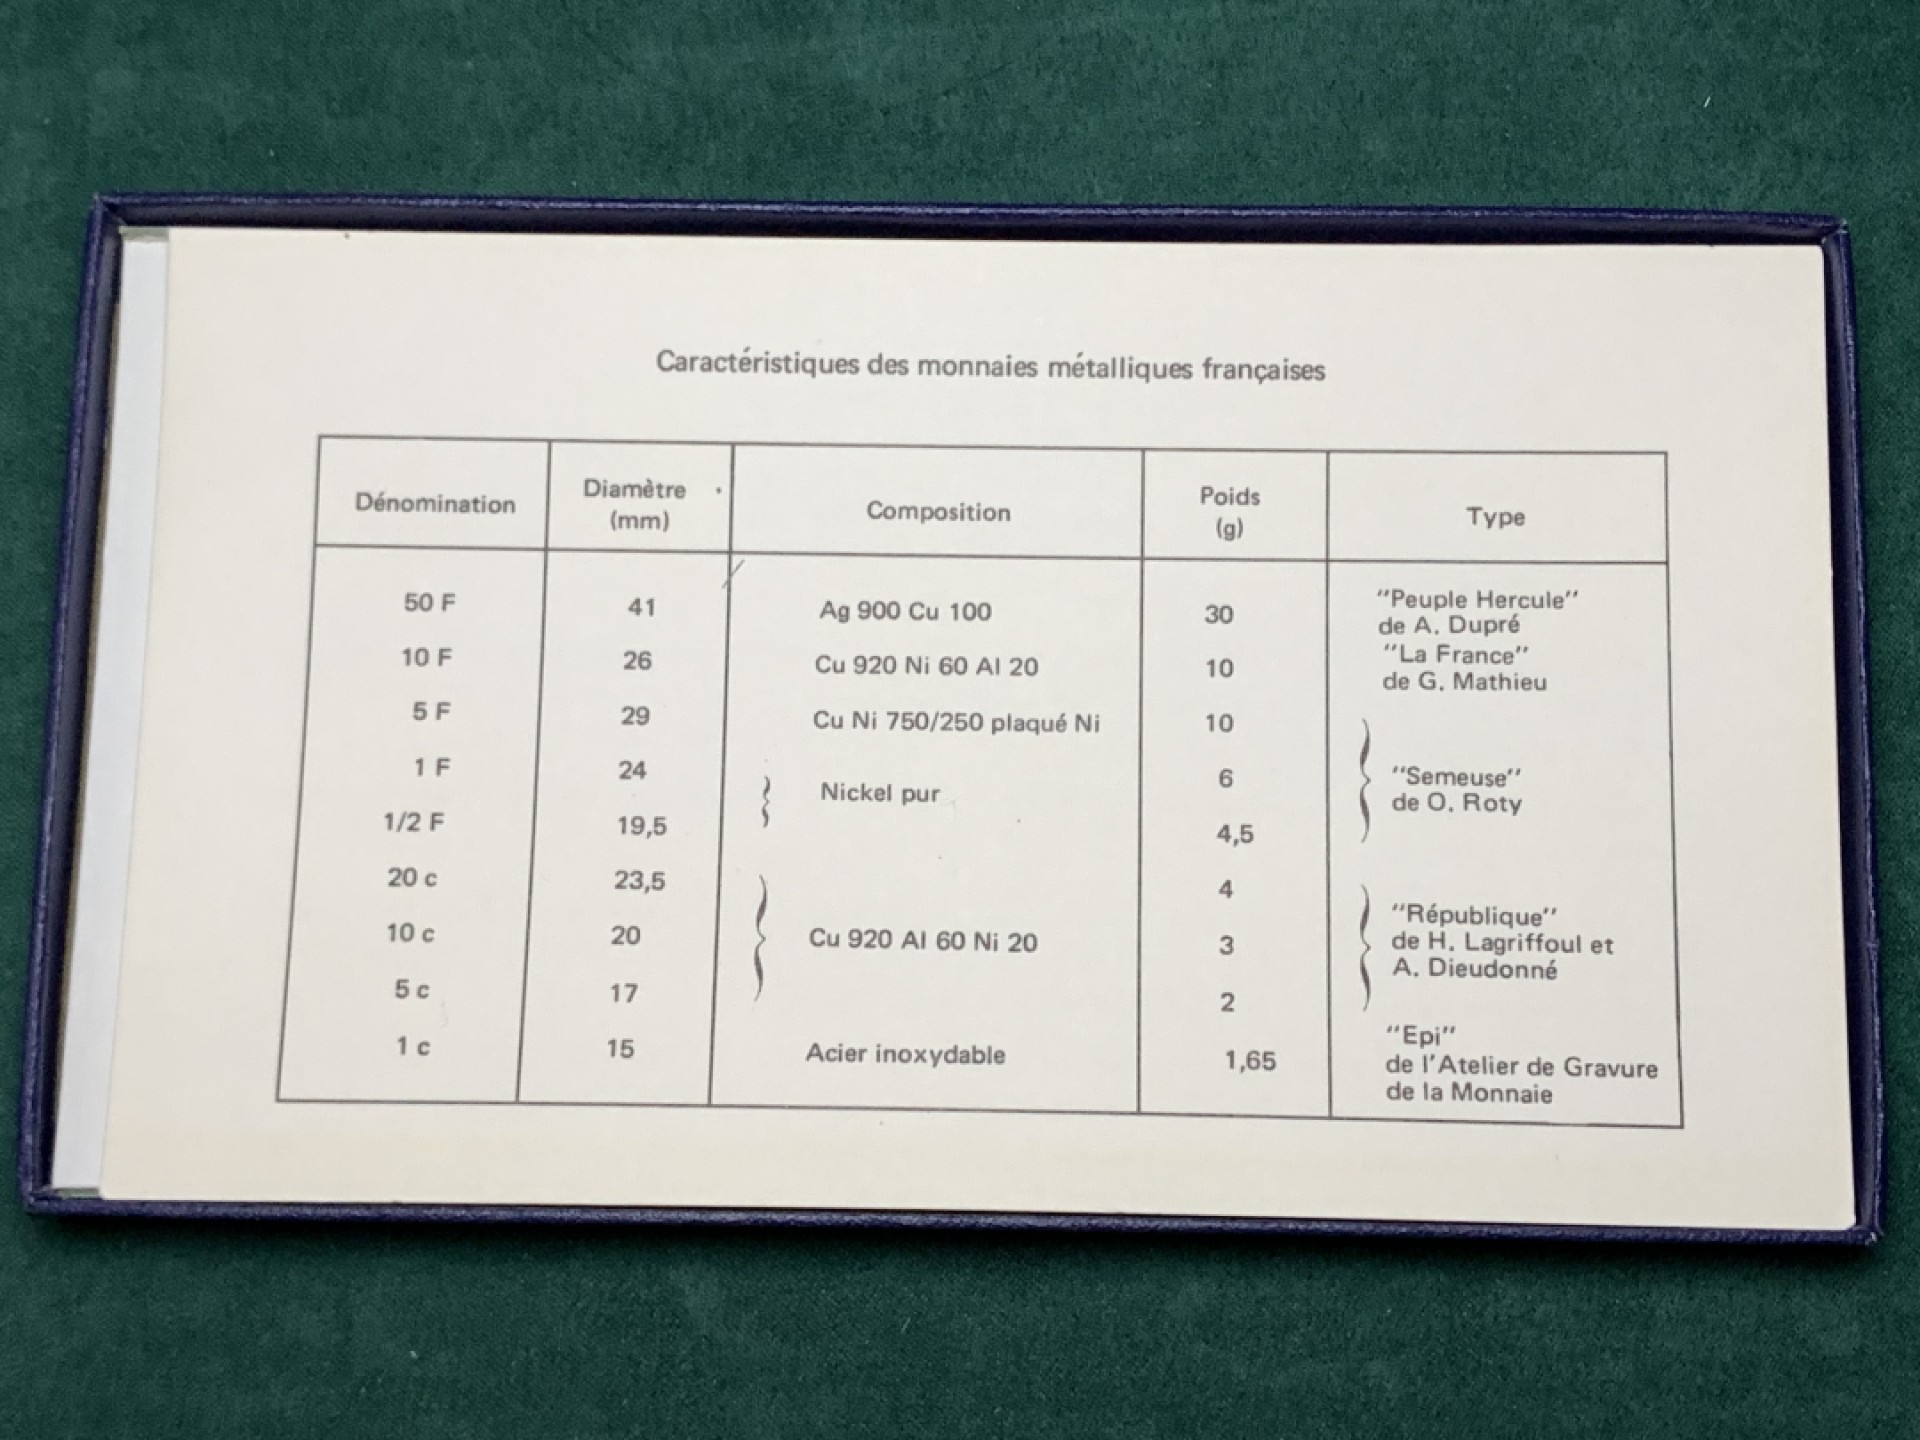 Caractéristiques des monnaies métalliques françaises
Dénomination Diamètre (mm) Composition Poids (g) Type
50 F 41 Ag 900 Cu 100 30 "Peuple Hercule"
de A. Dupré
10 F 26 Cu 920 Ni 60 Al 20 10 "La France"
de G. Mathieu
5 F 29 Cu Ni 750/250 plaqué Ni 10
1 F 24 Nickel pur 6 "Semeuse"
de O. Roty
1/2 F 19,5 4,5
20 c 23,5 4 "République"
10 c 20 Cu 920 Al 60 Ni 20 3 de H. Lagriffoul et
A. Dieudonné
5 c 17 2
1 c 15 Acier inoxydable 1,65 "Epi"
de l'Atelier de Gravure
de la Monnaie